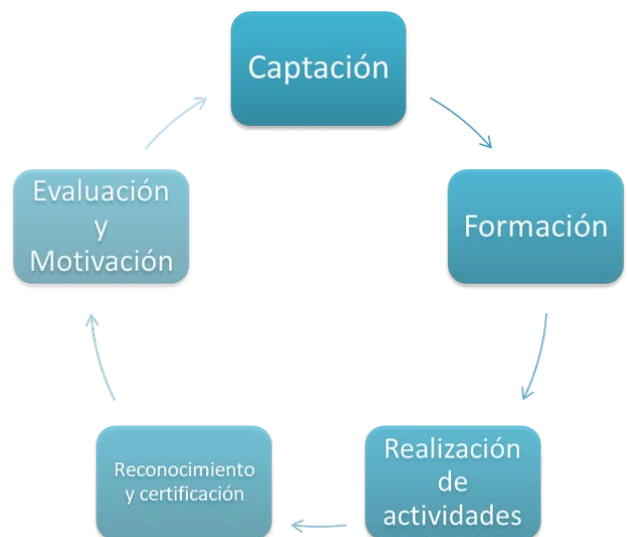 Captación
Formación
Realización
de
actividades
Reconocimiento
y certificación
Evaluación
y
Motivación